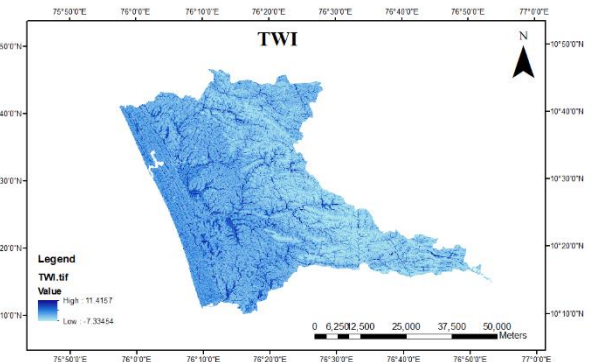 75°50'0"E 76°0'0"E 76°10'0"E 76°20'0"E 76°30'0"E 76°40'0"E 76°50'0"E 77°0'0"E
TWI
N
50'0"N 10°50'0"N
40'0"N 10°40'0"N
30'0"N 10°30'0"N
20'0"N 10°20'0"N
10'0"N 10°10'0"N
Legend
TWI.tif
Value
High : 11.4157
Low : -7.33454
0 6,250 12,500 25,000 37,500 50,000
Meters
75°50'0"E 76°0'0"E 76°10'0"E 76°20'0"E 76°30'0"E 76°40'0"E 76°50'0"E 77°0'0"E